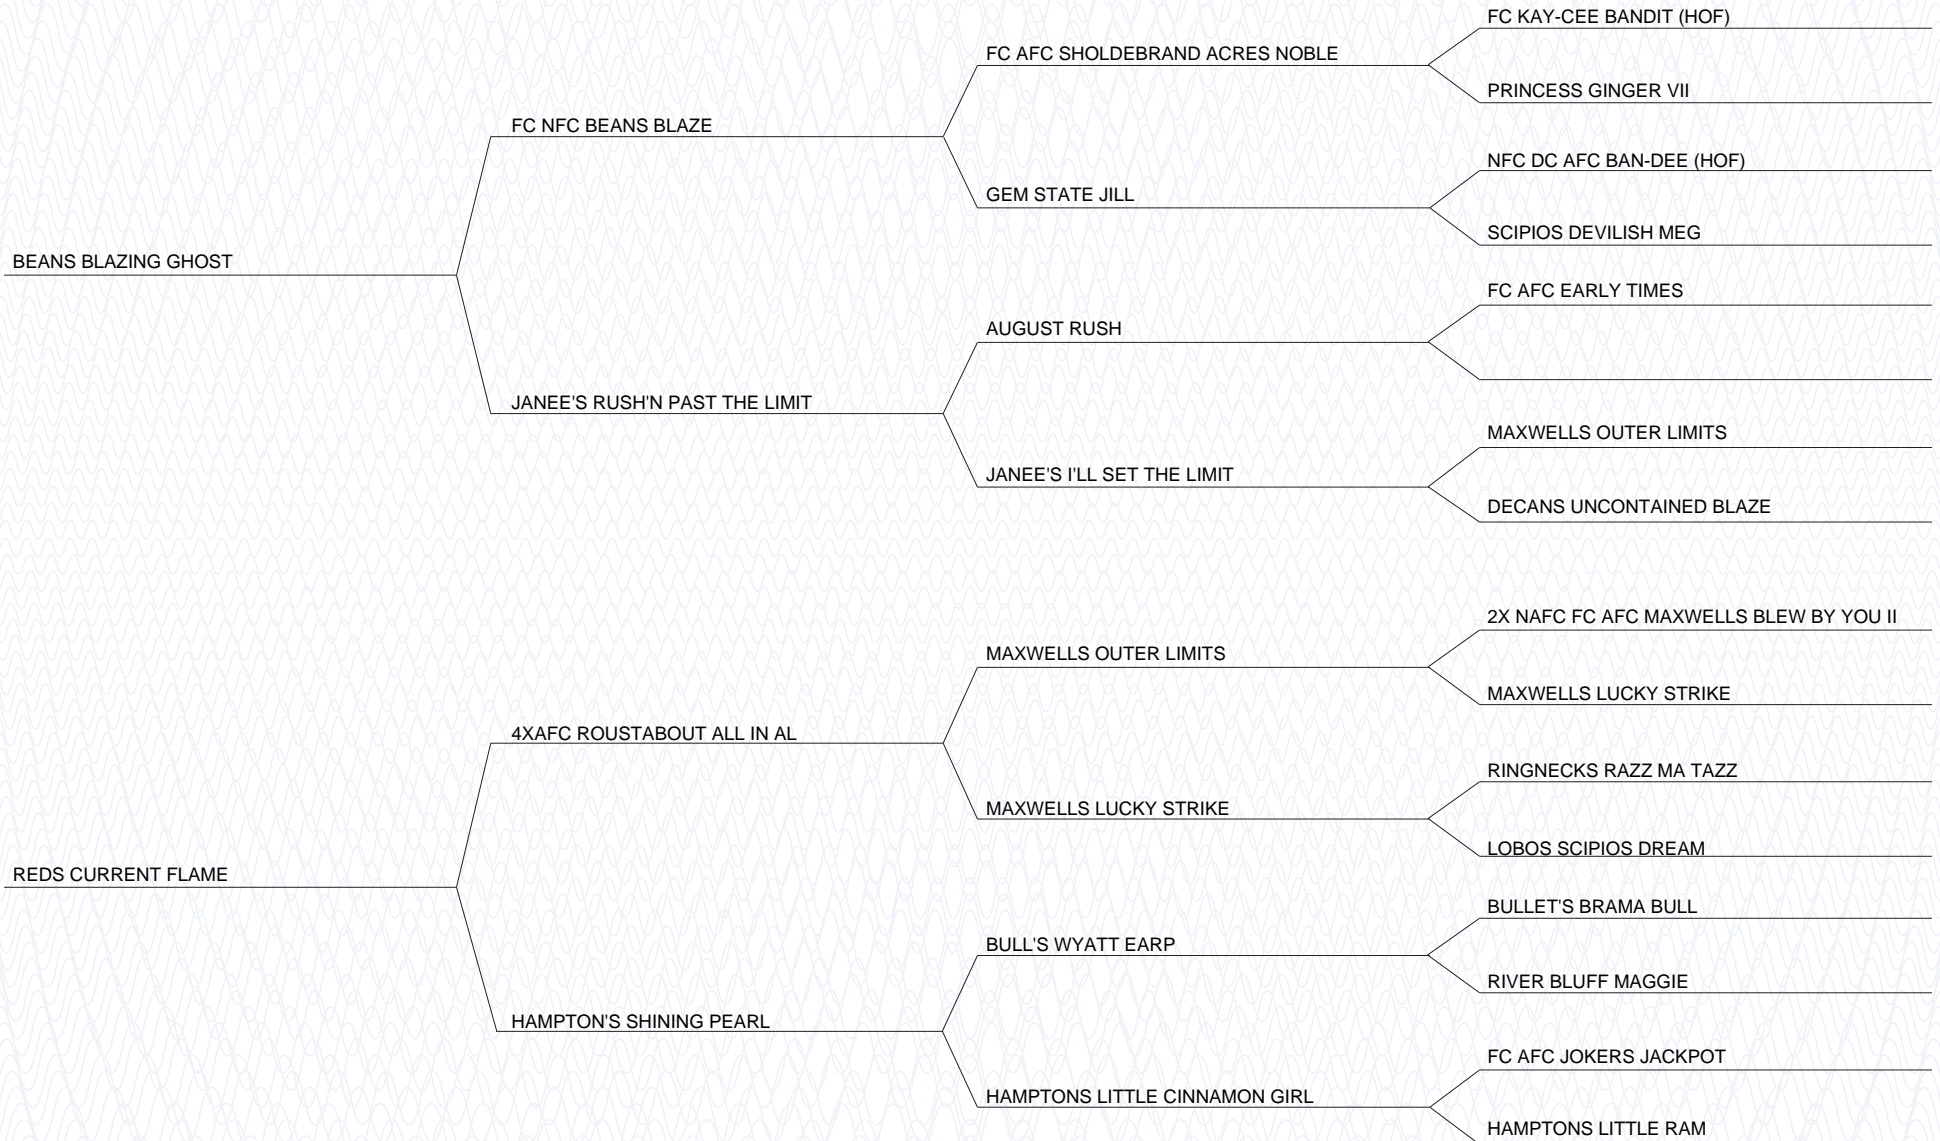 FC KAY-CEE BANDIT (HOF)
FC AFC SHOLDEBRAND ACRES NOBLE
PRINCESS GINGER VII
FC NFC BEANS BLAZE
NFC DC AFC BAN-DEE (HOF)
GEM STATE JILL
SCIPIOS DEVILISH MEG
BEANS BLAZING GHOST
FC AFC EARLY TIMES
AUGUST RUSH
JANEE'S RUSH'N PAST THE LIMIT
MAXWELLS OUTER LIMITS
JANEE'S I'LL SET THE LIMIT
DECANS UNCONTAINED BLAZE
2X NAFC FC AFC MAXWELLS BLEW BY YOU II
MAXWELLS OUTER LIMITS
MAXWELLS LUCKY STRIKE
4XAFC ROUSTABOUT ALL IN AL
RINGNECKS RAZZ MA TAZZ
MAXWELLS LUCKY STRIKE
LOBOS SCIPIOS DREAM
REDS CURRENT FLAME
BULLET'S BRAMA BULL
BULL'S WYATT EARP
RIVER BLUFF MAGGIE
HAMPTON'S SHINING PEARL
FC AFC JOKERS JACKPOT
HAMPTONS LITTLE CINNAMON GIRL
HAMPTONS LITTLE RAM